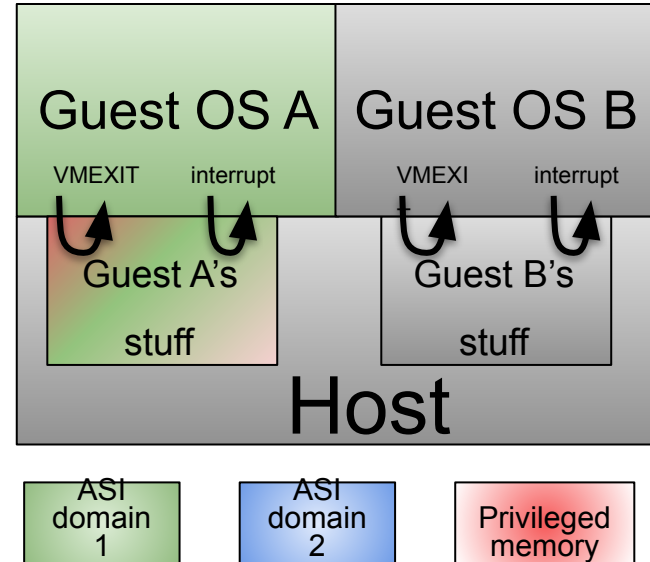 Guest OS A
Guest OS B
VMEXIT
interrupt
VMEXI
T
interrupt
Guest A's
stuff
Guest B's
stuff
Host
ASI
domain
1
ASI
domain
2
Privileged
memory